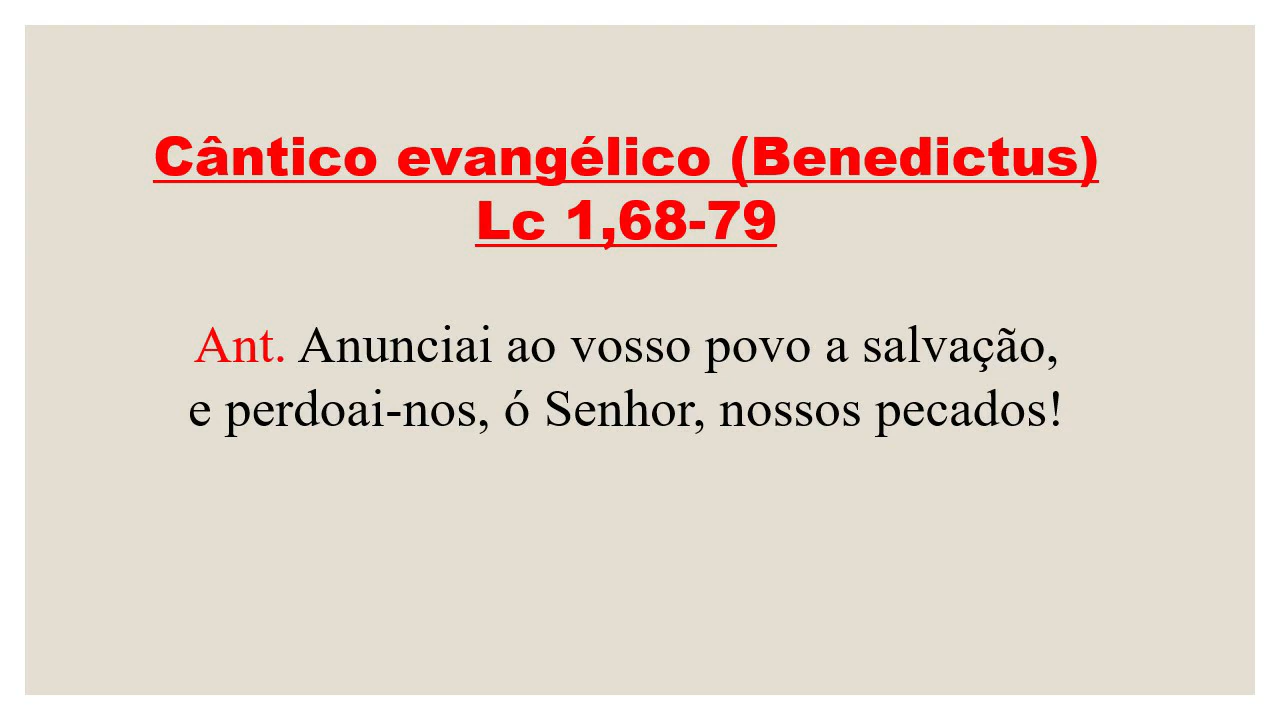 Cântico evangélico (Benedictus)
Lc 1,68-79
Ant. Anunciai ao vosso povo a salvação,
e perdoai-nos, ó Senhor, nossos pecados!